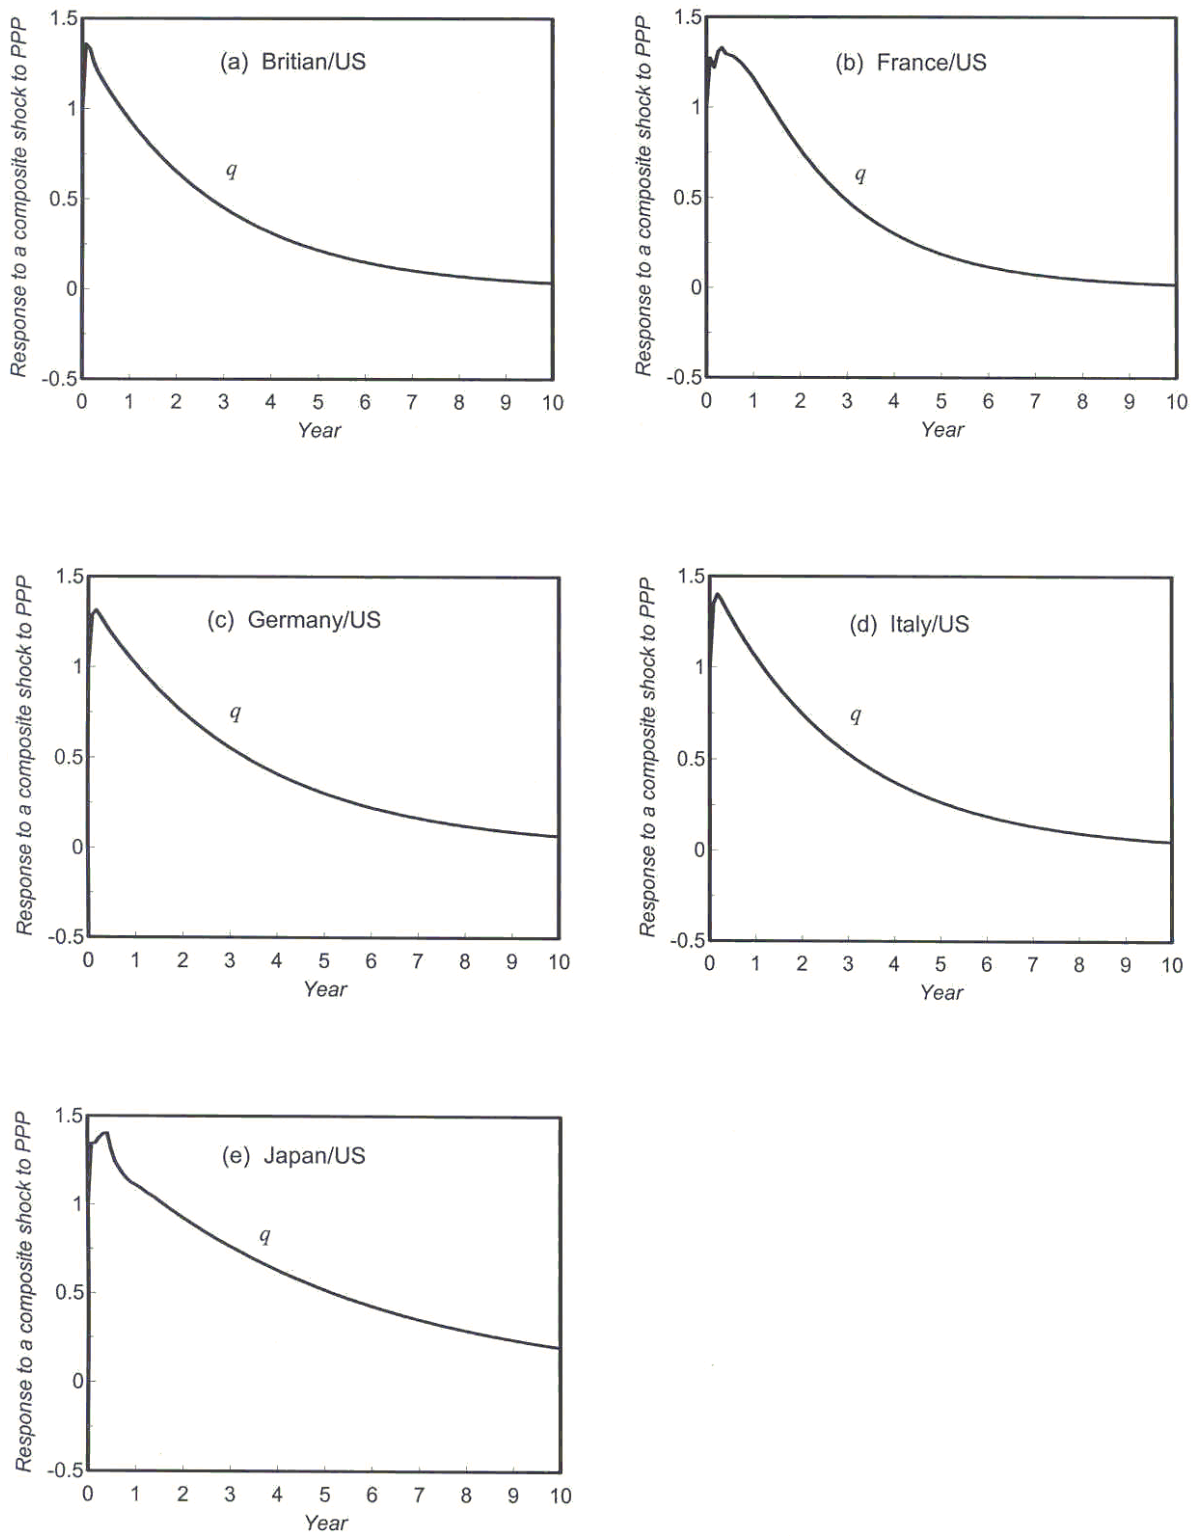 Response to a composite shock to PPP
1.5
1
0.5
0
-0.5
(a) Britian/US
q
0 1 2 3 4 5 6 7 8 9 10
Year
Response to a composite shock to PPP
1.5
1
0.5
0
-0.5
(b) France/US
q
0 1 2 3 4 5 6 7 8 9 10
Year
Response to a composite shock to PPP
1.5
1
0.5
0
-0.5
(c) Germany/US
q
0 1 2 3 4 5 6 7 8 9 10
Year
Response to a composite shock to PPP
1.5
1
0.5
0
-0.5
(d) Italy/US
q
0 1 2 3 4 5 6 7 8 9 10
Year
Response to a composite shock to PPP
1.5
1
0.5
0
-0.5
(e) Japan/US
q
0 1 2 3 4 5 6 7 8 9 10
Year